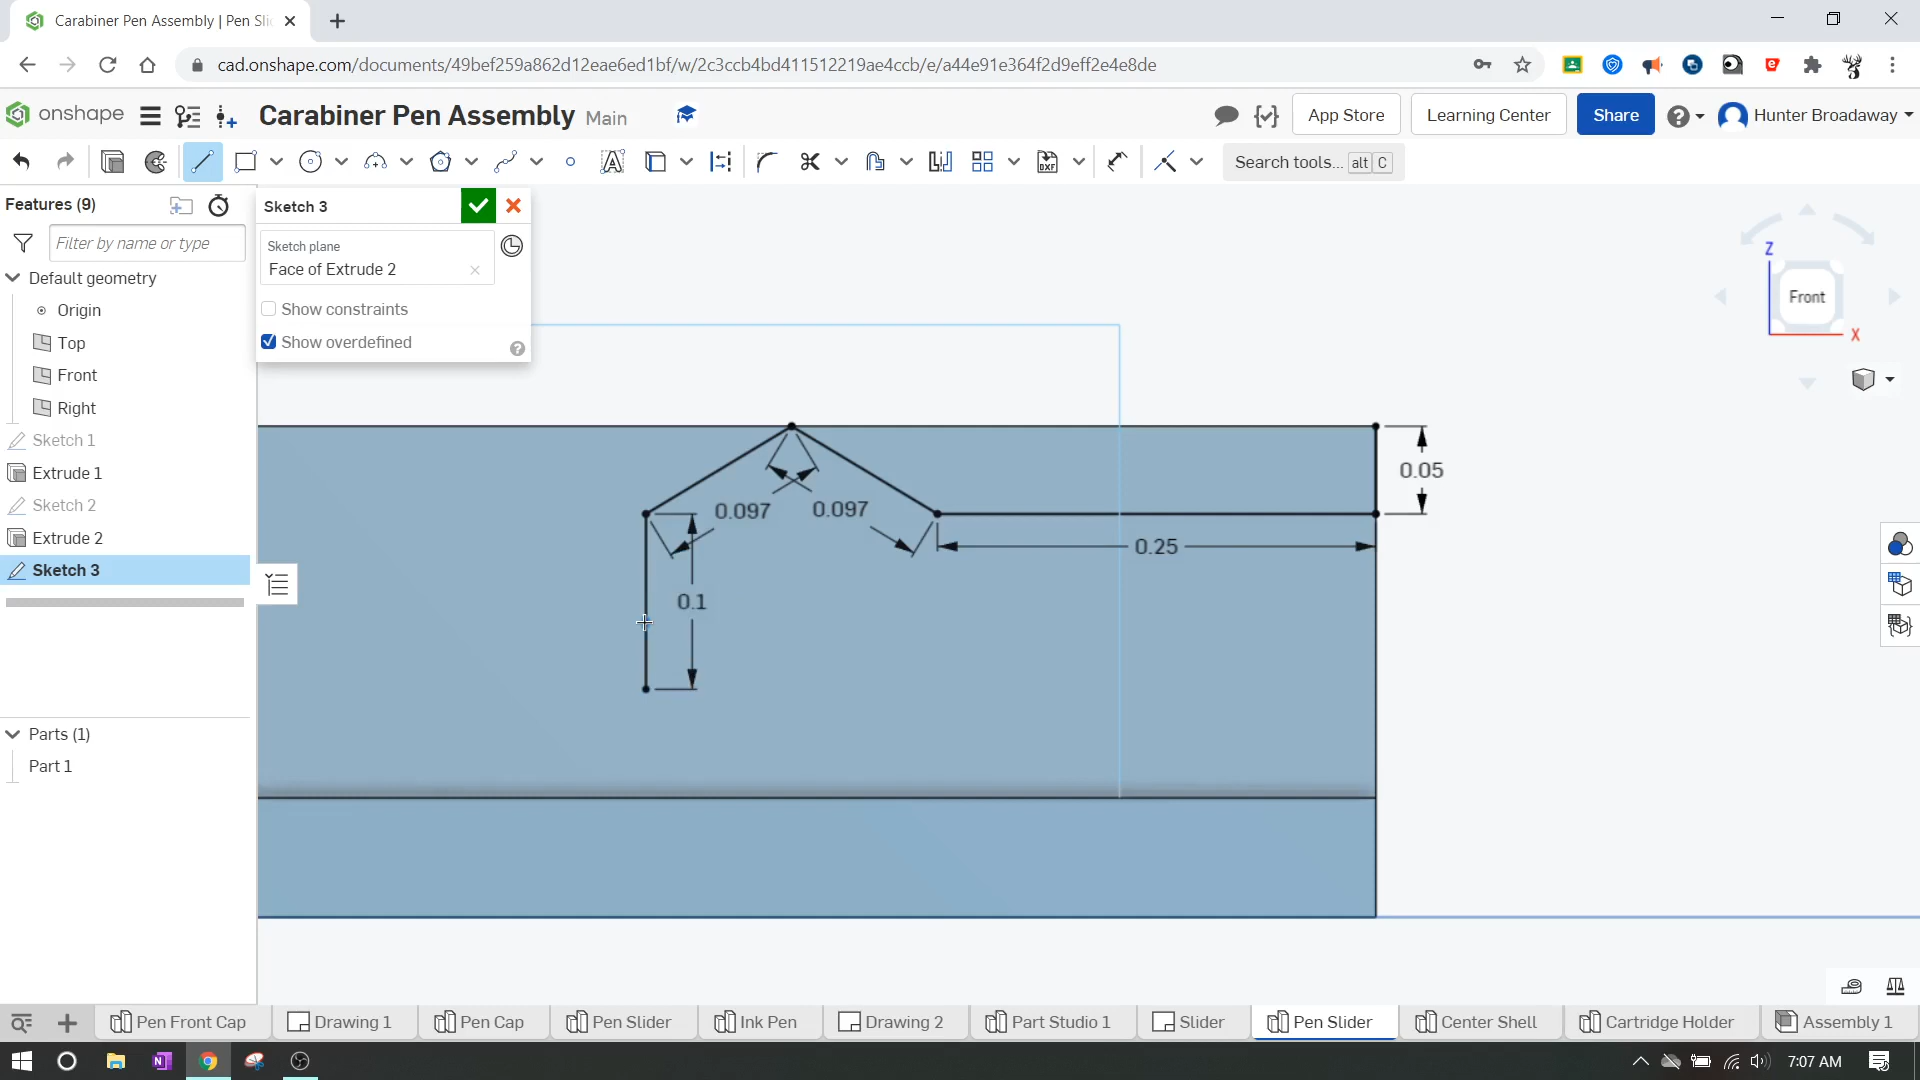 Carabiner Pen Assembly | Pen Slic
cad.onshape.com/documents/49bef259a862d12eae6ed1bf/w/2c3ccb4bd411512219ae4ccb/e/a44e91e364f2d9eff2e4e8de
onshape
Carabiner Pen Assembly Main
App Store
Learning Center
Share
Hunter Broadaway
Search tools... alt C
Features (9)
Filter by name or type
Default geometry
Origin
Top
Front
Right
Sketch 1
Extrude 1
Sketch 2
Extrude 2
Sketch 3
Parts (1)
Part 1
Sketch 3
Sketch plane
Face of Extrude 2
Show constraints
Show overdefined
0.097
0.097
0.05
0.25
0.1
Z
Front
X
Pen Front Cap
Drawing 1
Pen Cap
Pen Slider
Ink Pen
Drawing 2
Part Studio 1
Slider
Pen Slider
Center Shell
Cartridge Holder
Assembly 1
7:07 AM